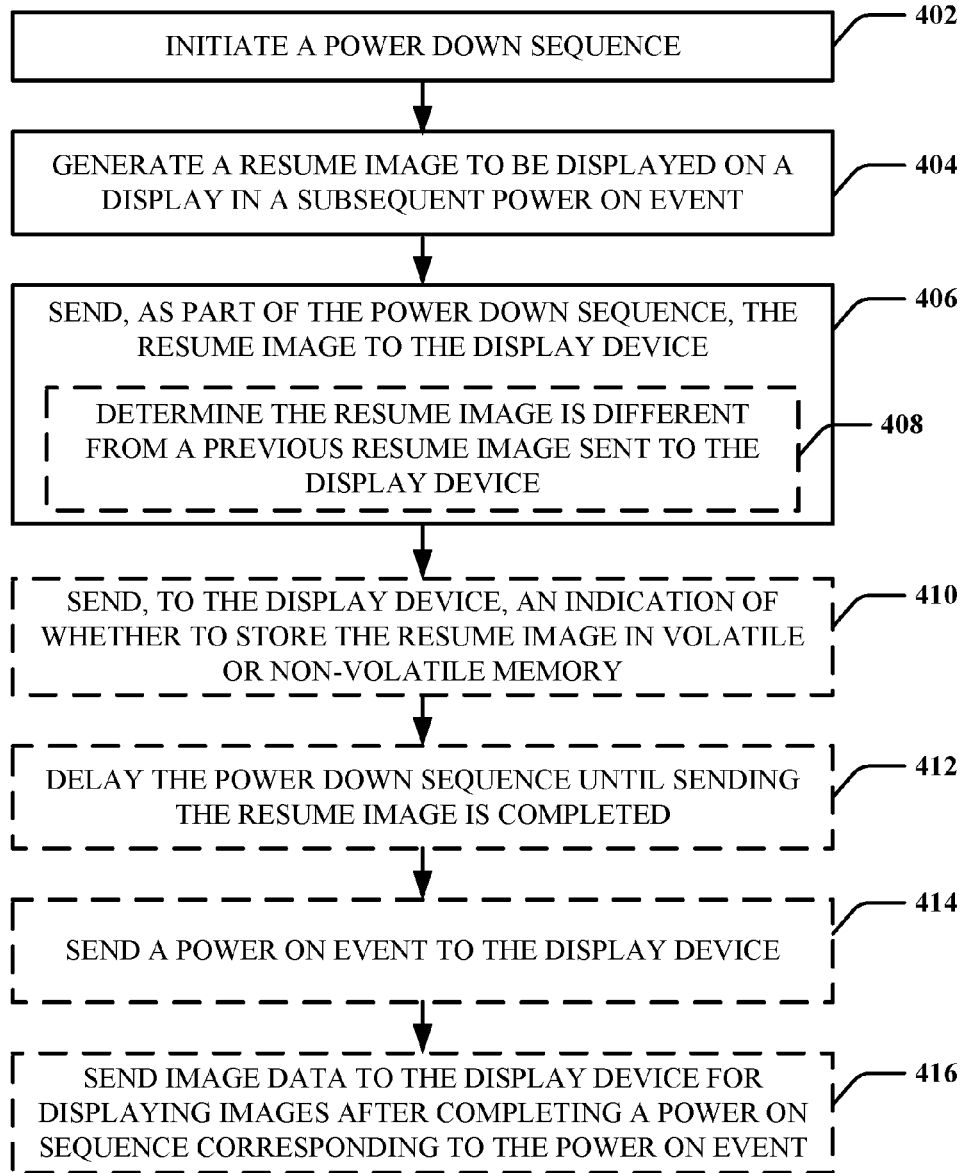 INITIATE A POWER DOWN SEQUENCE
402
GENERATE A RESUME IMAGE TO BE DISPLAYED ON A
DISPLAY IN A SUBSEQUENT POWER ON EVENT
404
SEND, AS PART OF THE POWER DOWN SEQUENCE, THE
RESUME IMAGE TO THE DISPLAY DEVICE
406
DETERMINE THE RESUME IMAGE IS DIFFERENT
FROM A PREVIOUS RESUME IMAGE SENT TO THE
DISPLAY DEVICE
408
SEND, TO THE DISPLAY DEVICE, AN INDICATION OF
WHETHER TO STORE THE RESUME IMAGE IN VOLATILE
OR NON-VOLATILE MEMORY
410
DELAY THE POWER DOWN SEQUENCE UNTIL SENDING
THE RESUME IMAGE IS COMPLETED
412
SEND A POWER ON EVENT TO THE DISPLAY DEVICE
414
SEND IMAGE DATA TO THE DISPLAY DEVICE FOR
DISPLAYING IMAGES AFTER COMPLETING A POWER ON
SEQUENCE CORRESPONDING TO THE POWER ON EVENT
416